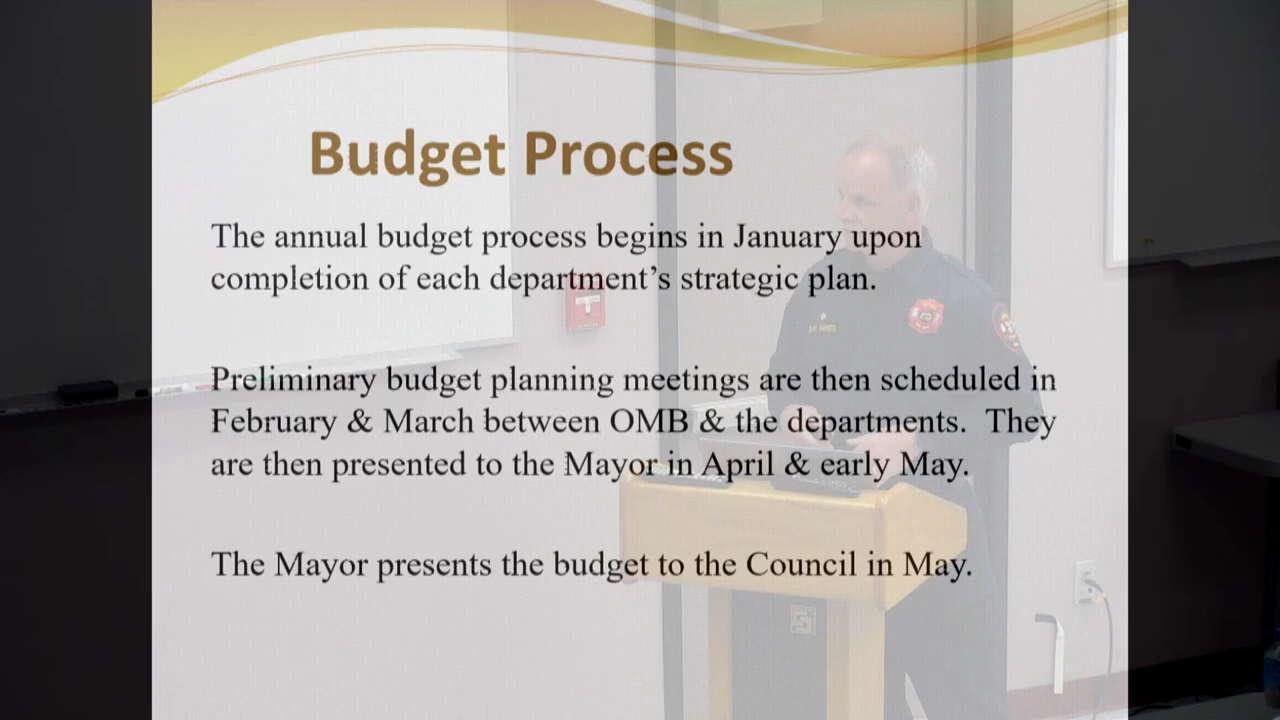 Budget Process
The annual budget process begins in January upon
completion of each department's strategic plan.
Preliminary budget planning meetings are then scheduled in
February & March between OMB & the departments. They
are then presented to the Mayor in April & early May.
The Mayor presents the budget to the Council in May.